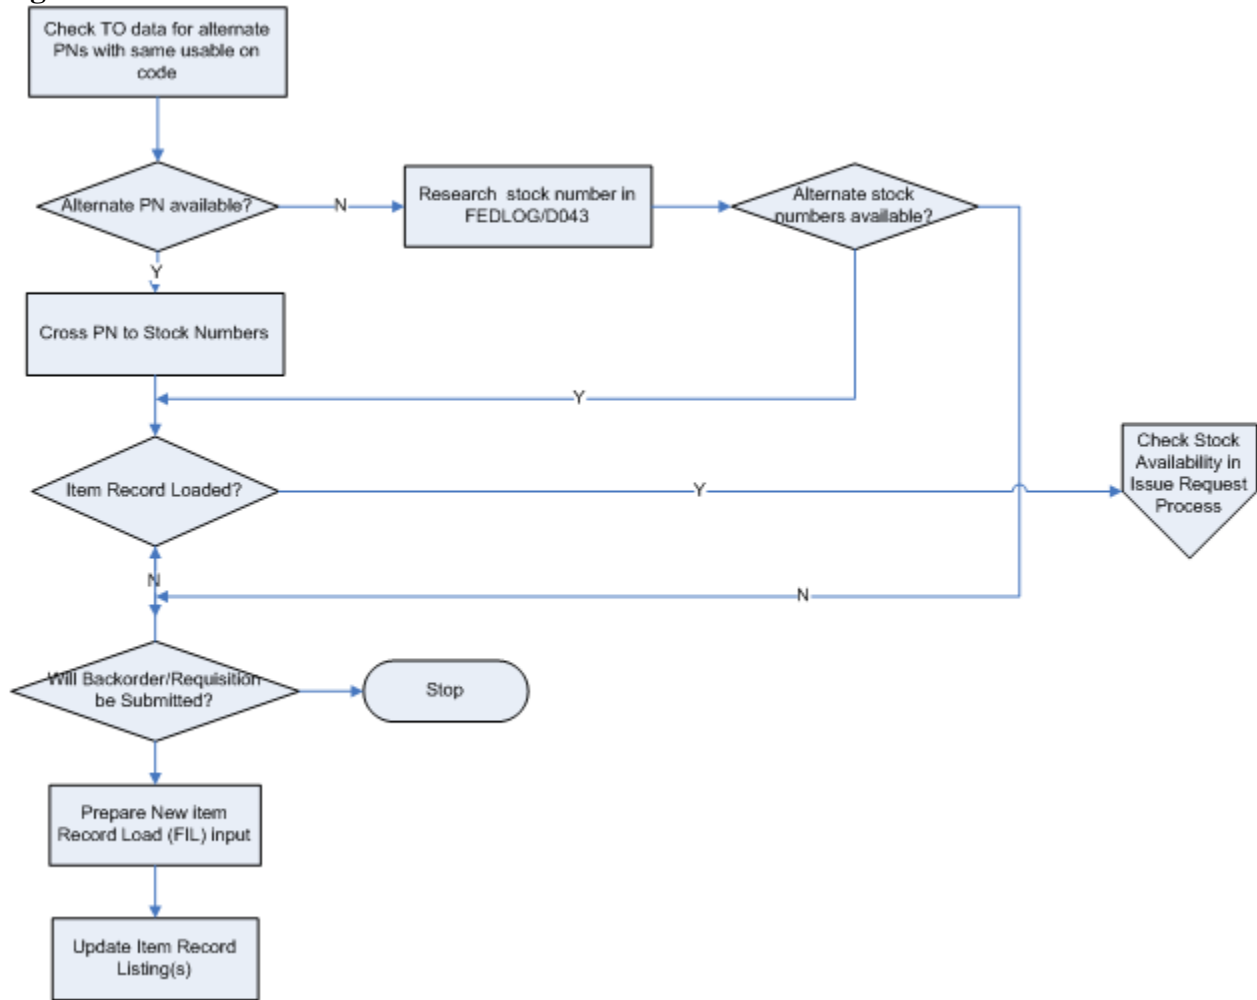 Check TO data for alternate
PNs with same usable on
code
Alternate PN available?
N
Research stock number in
FEDLOG/D043
Alternate stock
numbers available?
Y
Cross PN to Stock Numbers
Y
Item Record Loaded?
Y
Check Stock
Availability in
Issue Request
Process
N
N
Will Backorder/Requisition
be Submitted?
Stop
Prepare New item
Record Load (FIL) input
Update Item Record
Listing(s)